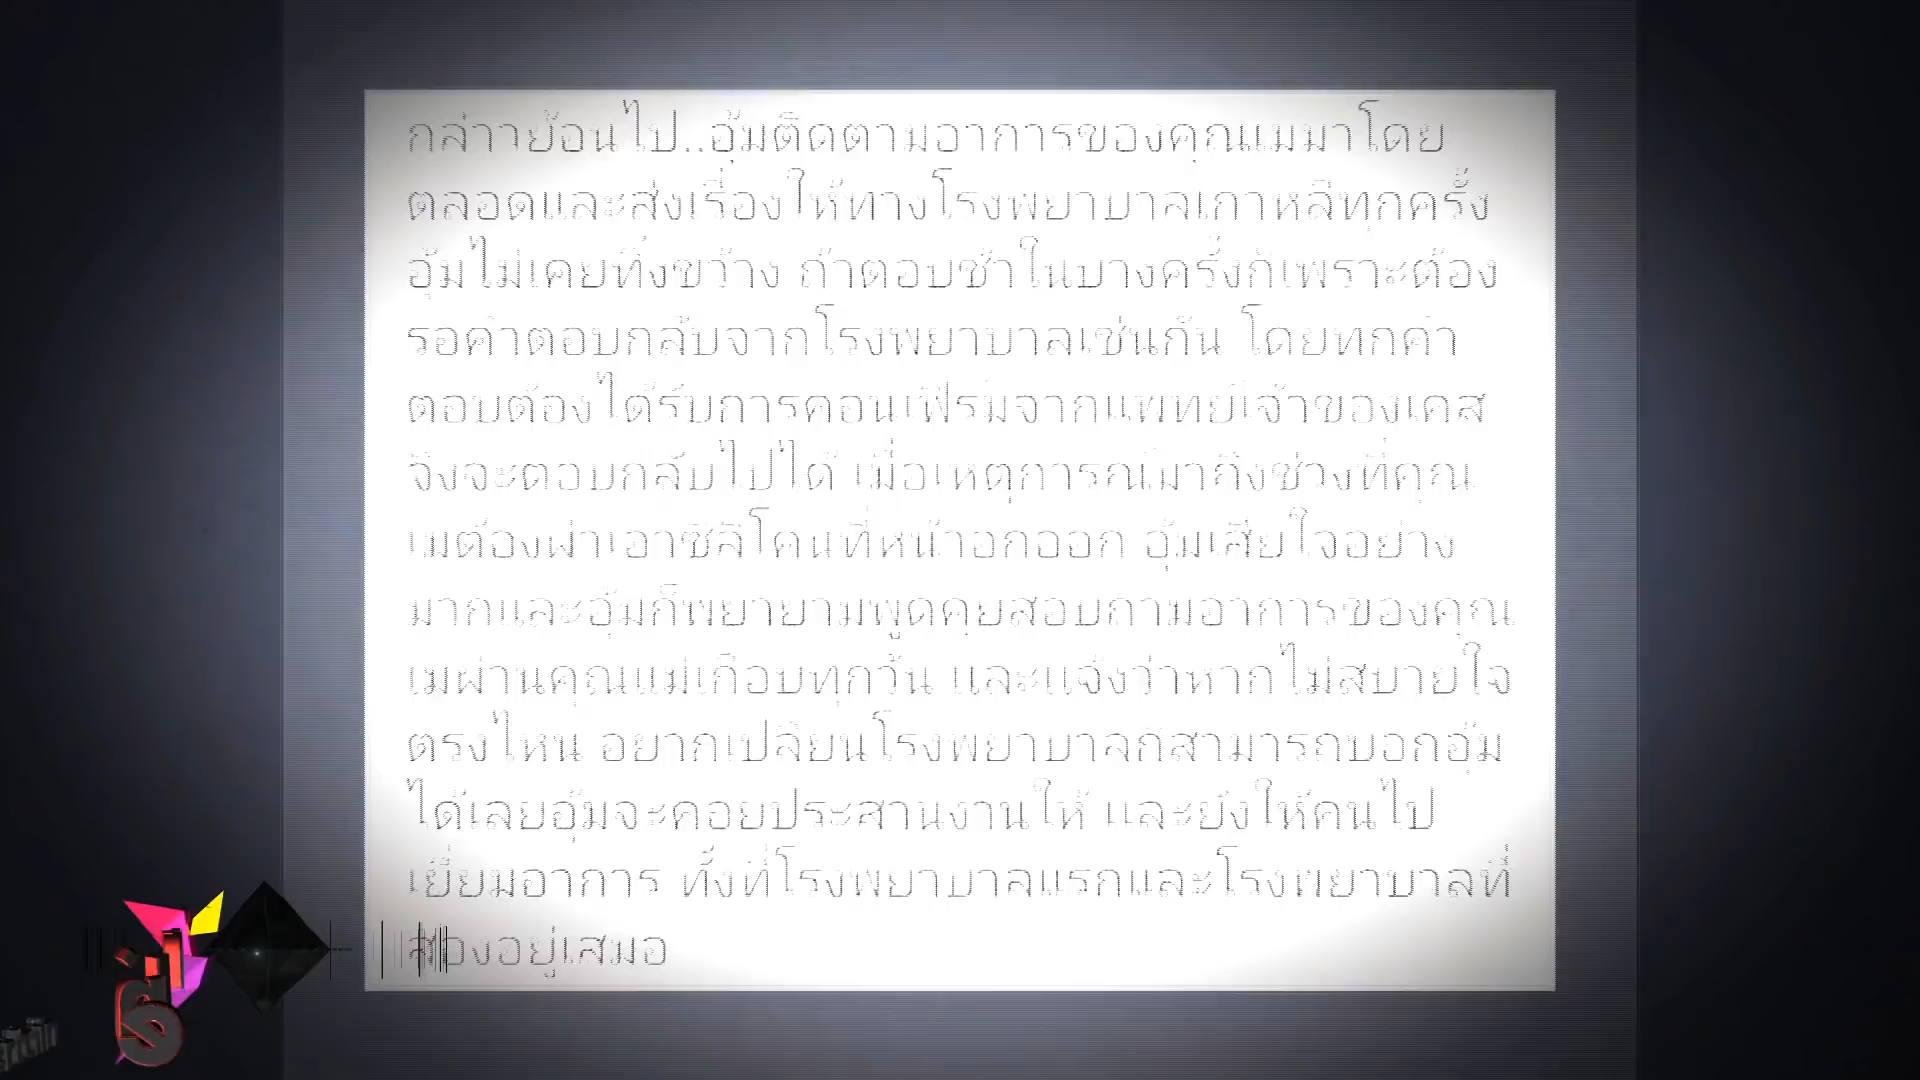 กล่าวย้อนไป..อุ้มติดตามอาการของคุณเมมาโดย
ตลอดและส่งเรื่องให้ทางโรงพยาบาลเกาหลีทุกครั้ง
อุ้มไม่เคยทิ้งขว้าง ถ้าตอบช้าในบางครั้งก็เพราะต้อง
รอคำตอบกลับจากโรงพยาบาลเช่นกัน โดยทุกคำ
ตอบต้องได้รับการคอนเฟิร์มจากแพทย์เจ้าของเคส
จึงจะตอบกลับไปได้ เมื่อเหตุการณ์มาถึงช่วงที่คุณ
เมต้องผ่าเอาซิลิโคนที่หน้าอกออก อุ้มเสียใจอย่าง
มากและอุ้มก็พยายามพูดคุยสอบถามอาการของคุณ
เมผ่านคุณแม่เกือบทุกวัน และแจ้งว่าหากไม่สบายใจ
ตรงไหน อยากเปลี่ยนโรงพยาบาลก็สามารถบอกอุ้ม
ได้เลยอุ้มจะคอยประสานงานให้ และยังให้คนไป
เยี่ยมอาการ ทั้งที่โรงพยาบาลแรกและโรงพยาบาลที่
สองอยู่เสมอ